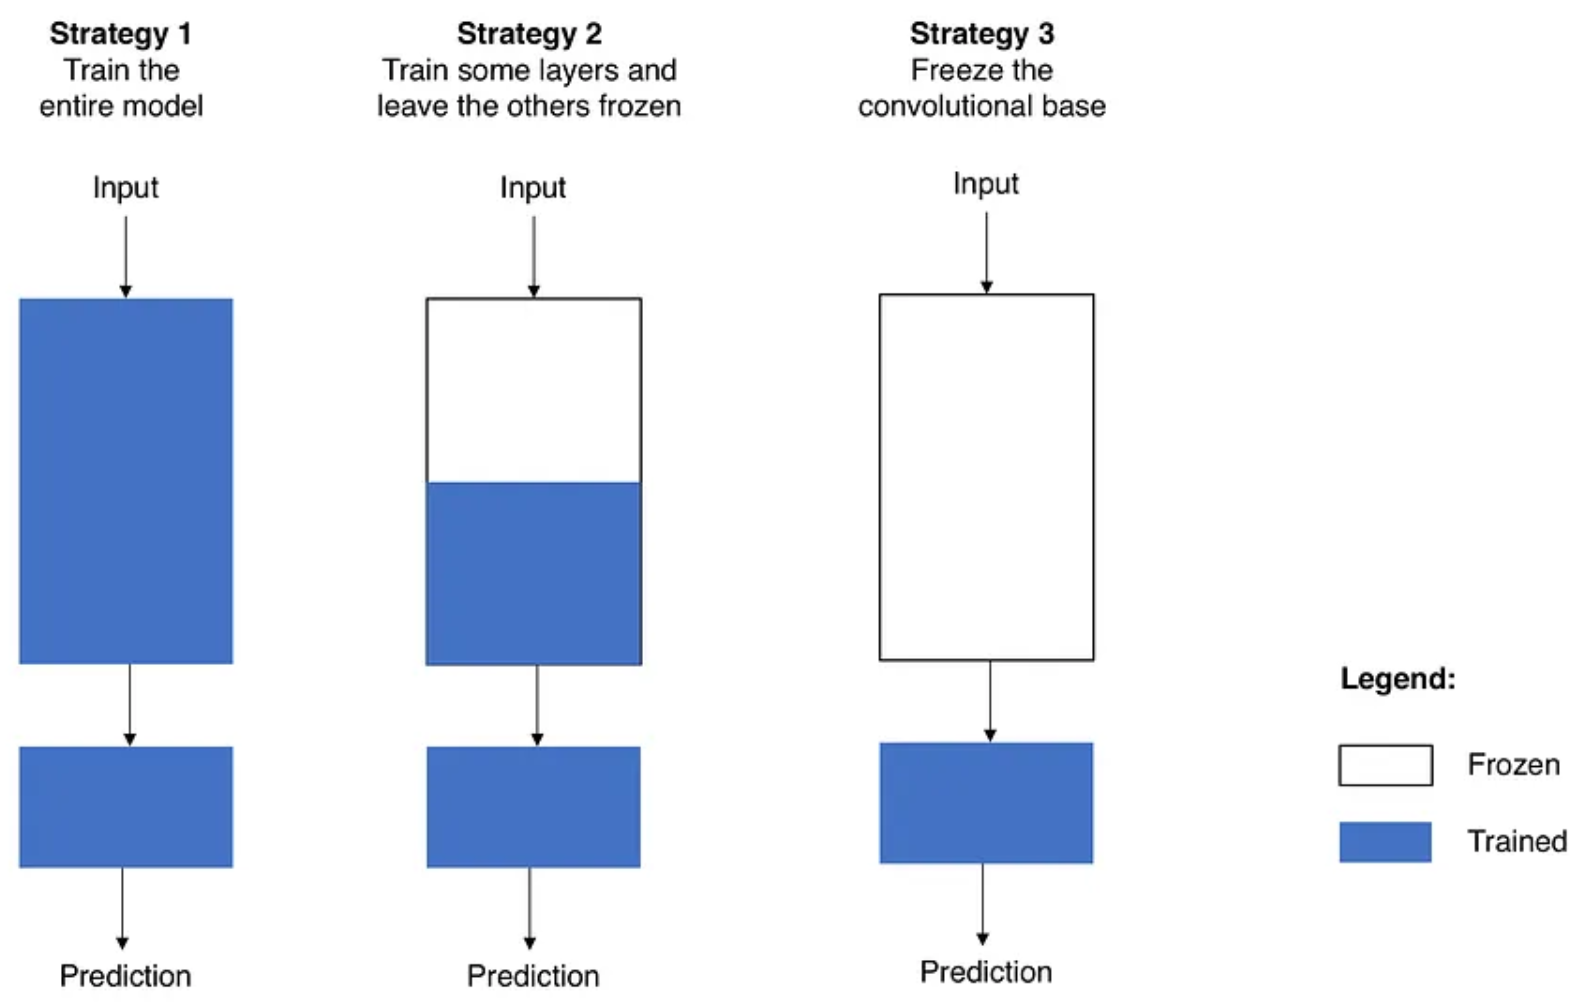 Strategy 1
Train the
entire model
Input
Prediction
Strategy 2
Train some layers and
leave the others frozen
Input
Prediction
Strategy 3
Freeze the
convolutional base
Input
Prediction
Legend:
Frozen
Trained